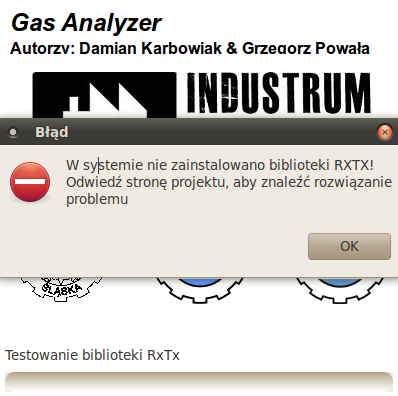 Gas Analyzer
Autorzy: Damian Karbowiak & Grzegorz Powała
INDUSTRUM
Błąd
W systemie nie zainstalowano biblioteki RXTX!
Odwiedź stronę projektu, aby znaleźć rozwiązanie
problemu
OK
ŚLĄSKA
Testowanie biblioteki RxTx